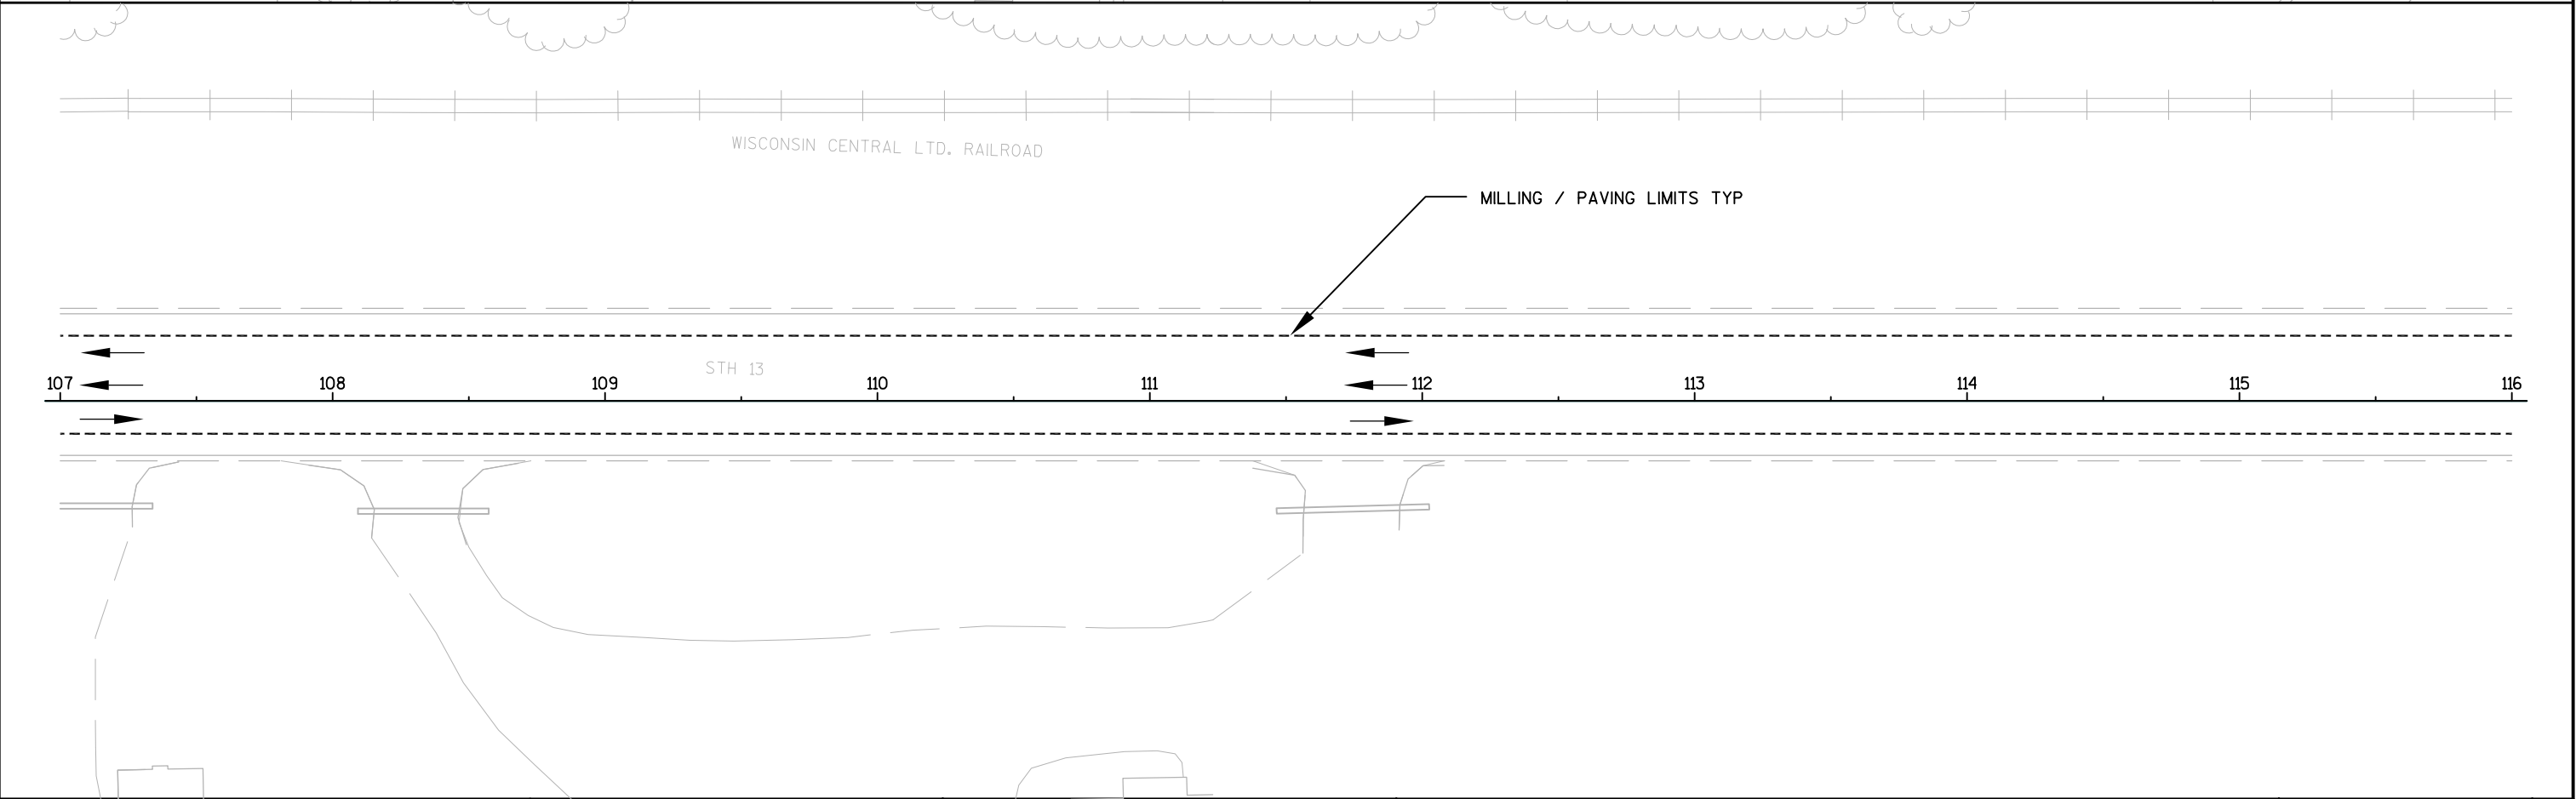 WISCONSIN CENTRAL LTD. RAILROAD
MILLING / PAVING LIMITS TYP
STH 13
107 108 109 110 111 112 113 114 115 116